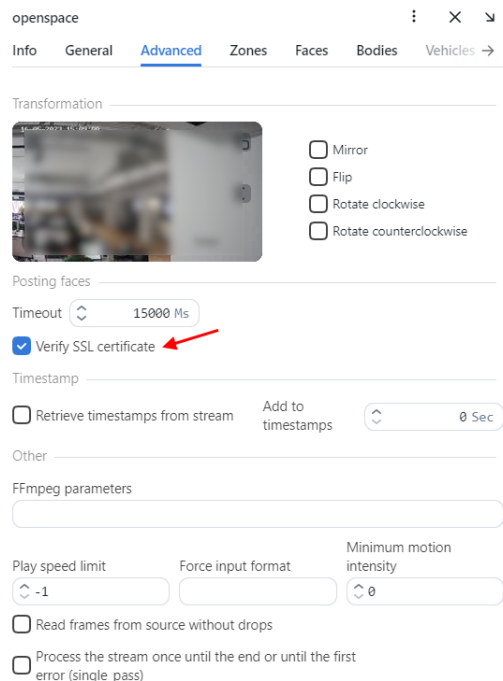 openspace
Info General Advanced Zones Faces Bodies Vehicles
Transformation
Mirror
Flip
Rotate clockwise
Rotate counterclockwise
Posting faces
Timeout 15000 Ms
Verify SSL certificate
Timestamp
Retrieve timestamps from stream
Add to
timestamps
0 Sec
Other
FFmpeg parameters
Play speed limit
Force input format
Minimum motion
intensity
-1
0
Read frames from source without drops
Process the stream once until the end or until the first
error (single_pass)